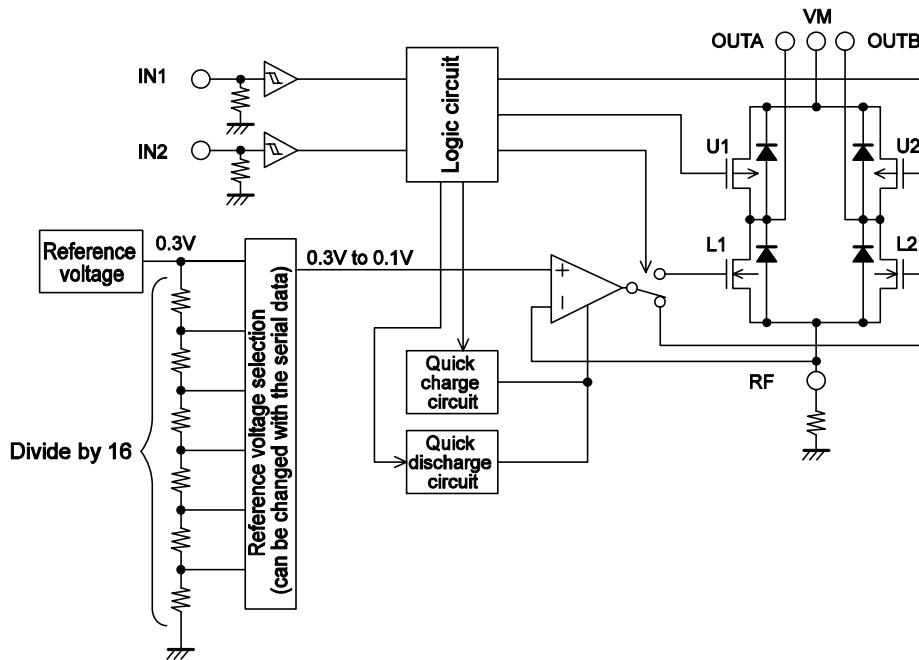 VM
OUTA
OUTB
IN1
IN2
Logic circuit
U1
U2
L1
L2
Reference
voltage
0.3V
0.3V to 0.1V
Reference voltage selection
(can be changed with the serial data)
+
−
Quick
charge
circuit
RF
Quick
discharge
circuit
Divide by 16